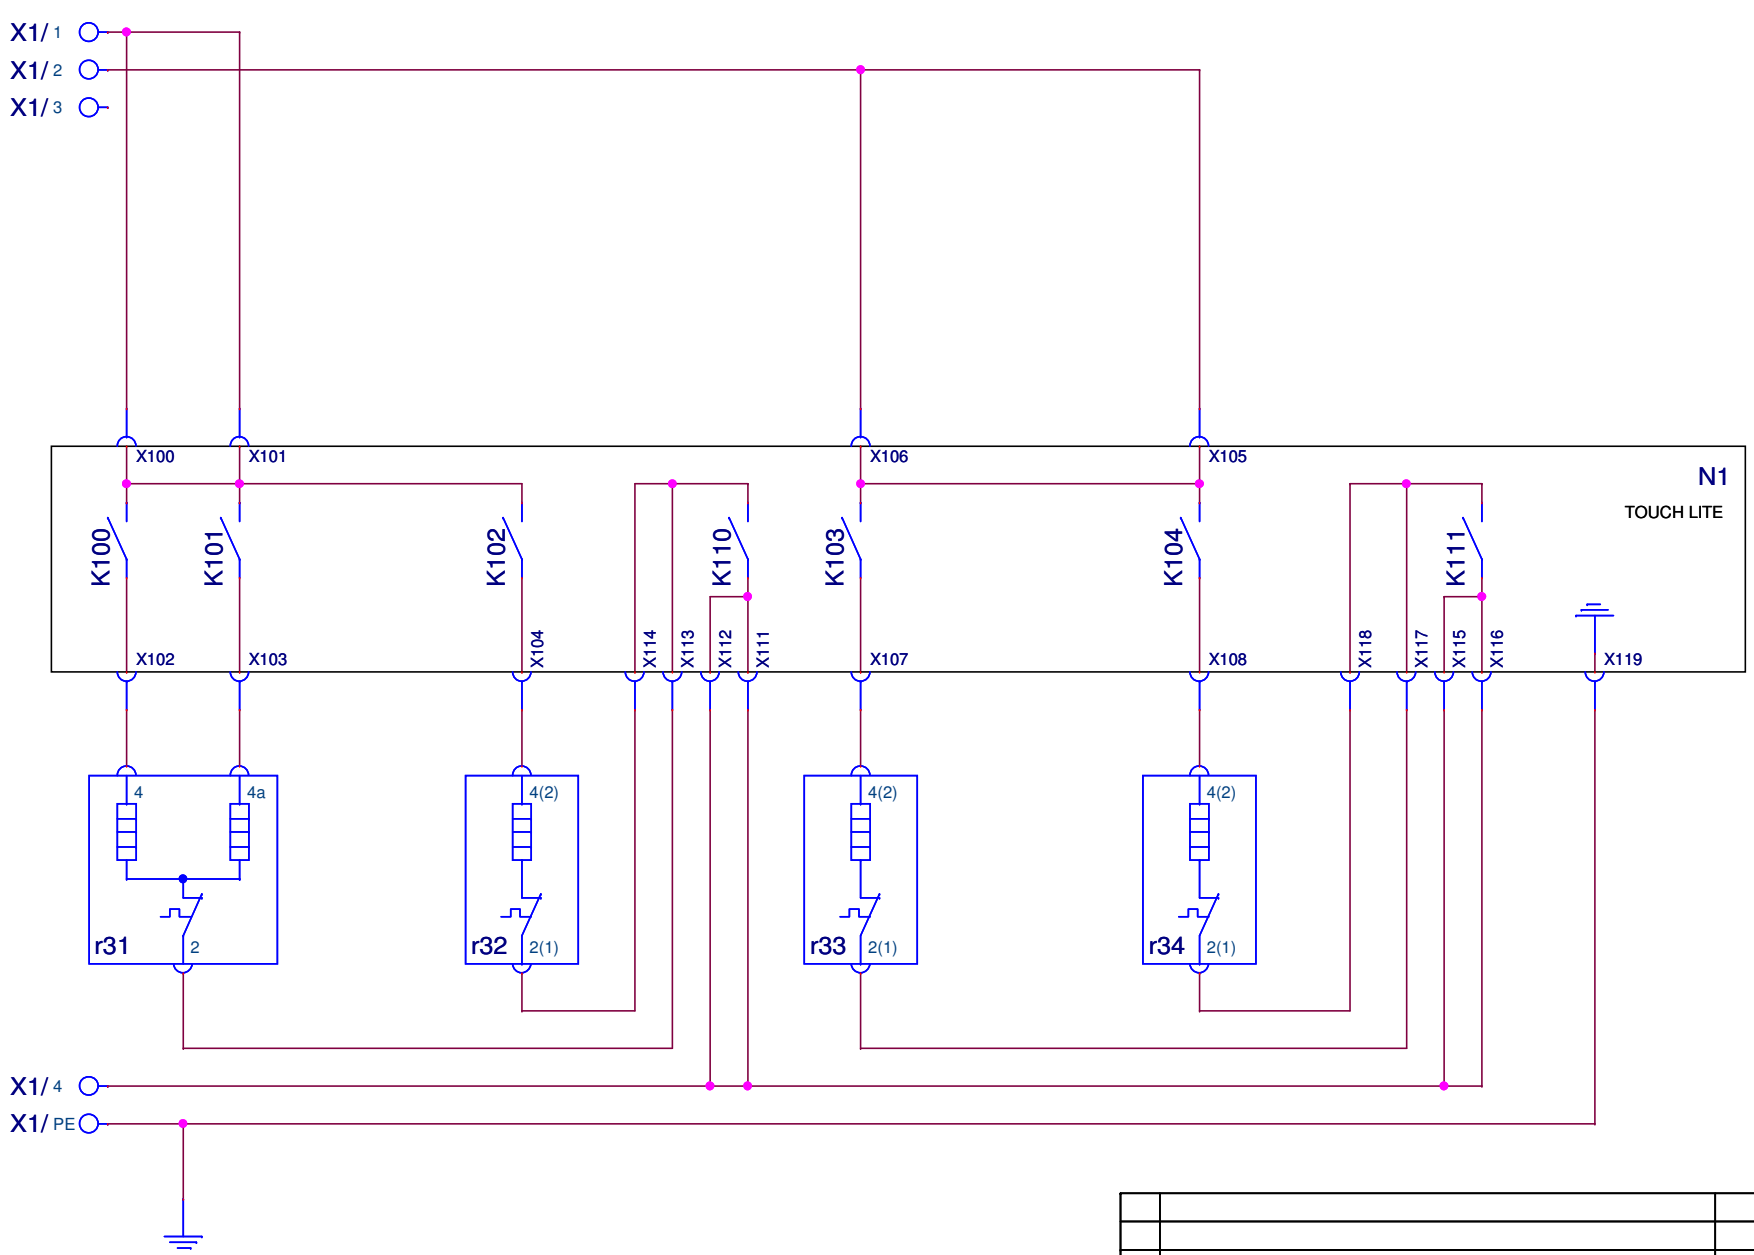 X1/ 1
X1/ 2
X1/ 3
X100
X101
X106
X105
N1
TOUCH LITE
K100
K101
K102
K110
K103
K104
K111
X102
X103
X104
X114
X113
X112
X111
X107
X108
X118
X117
X115
X116
X119
4
4a
4(2)
4(2)
4(2)
r31
2
r32
2(1)
r33
2(1)
r34
2(1)
X1/ 4
X1/ PE